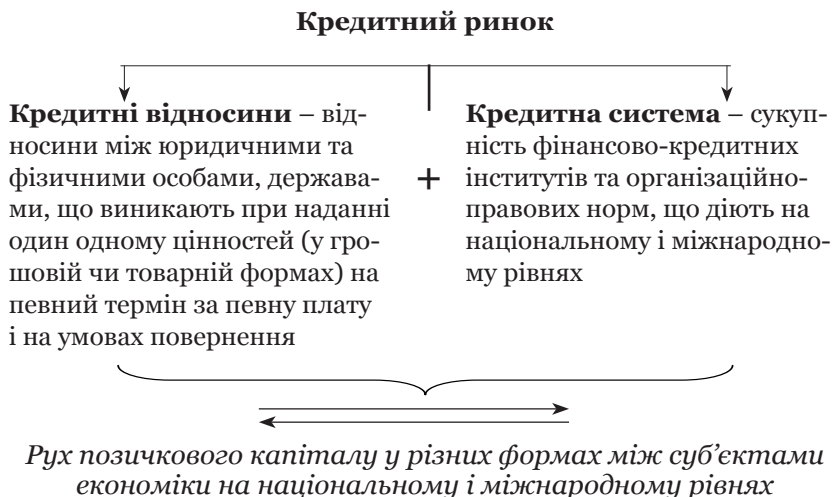 Кредитний ринок
Кредитні відносини – від-
носини між юридичними та
фізичними особами, держава-
ми, що виникають при наданні
один одному цінностей (у гро-
шовій чи товарній формах) на
певний термін за певну плату
і на умовах повернення
+
Кредитна система – сукуп-
ність фінансово-кредитних
інститутів та організаційно-
правових норм, що діють на
національному і міжнародно-
му рівнях
Рух позичкового капіталу у різних формах між суб’єктами
економіки на національному і міжнародному рівнях